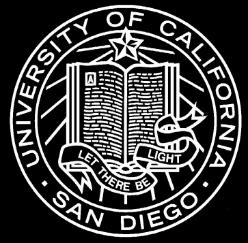 UNIVERSITY OF CALIFORNIA
SAN DIEGO
A
LET THERE BE LIGHT